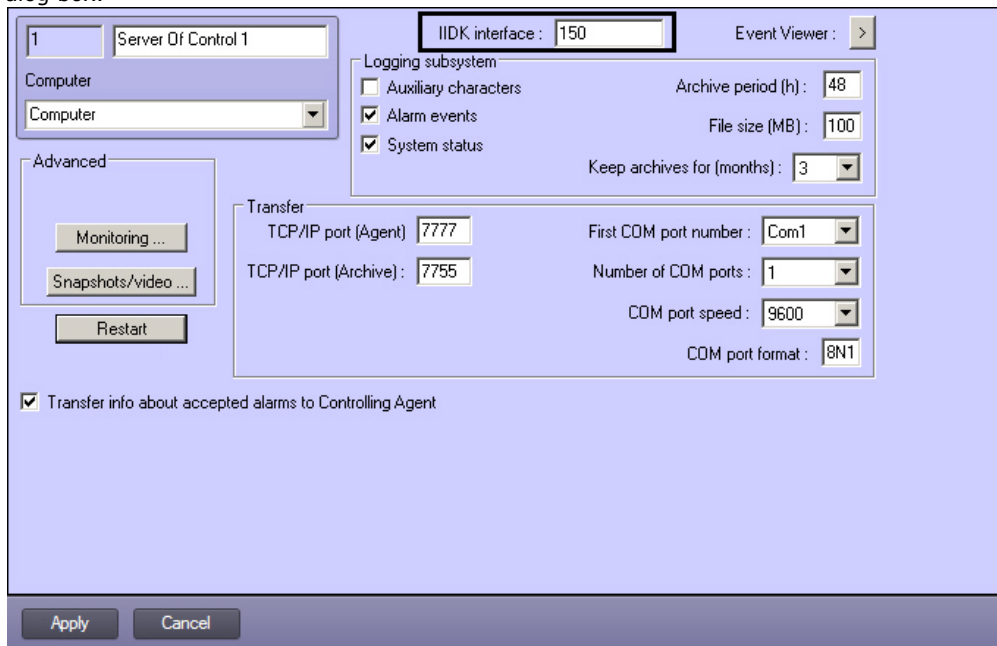 alog box.
1 Server Of Control 1 IIDK interface : 150 Event Viewer : >
Computer
Computer
Logging subsystem
Auxiliary characters Archive period (h) : 48
Alarm events File size (MB) : 100
System status
Keep archives for (months) : 3
Advanced
Monitoring ...
Snapshots/video ...
Restart
Transfer
TCP/IP port (Agent) 7777 First COM port number : Com1
TCP/IP port (Archive) : 7755 Number of COM ports : 1
COM port speed : 9600
COM port format : 8N1
Transfer info about accepted alarms to Controlling Agent
Apply Cancel